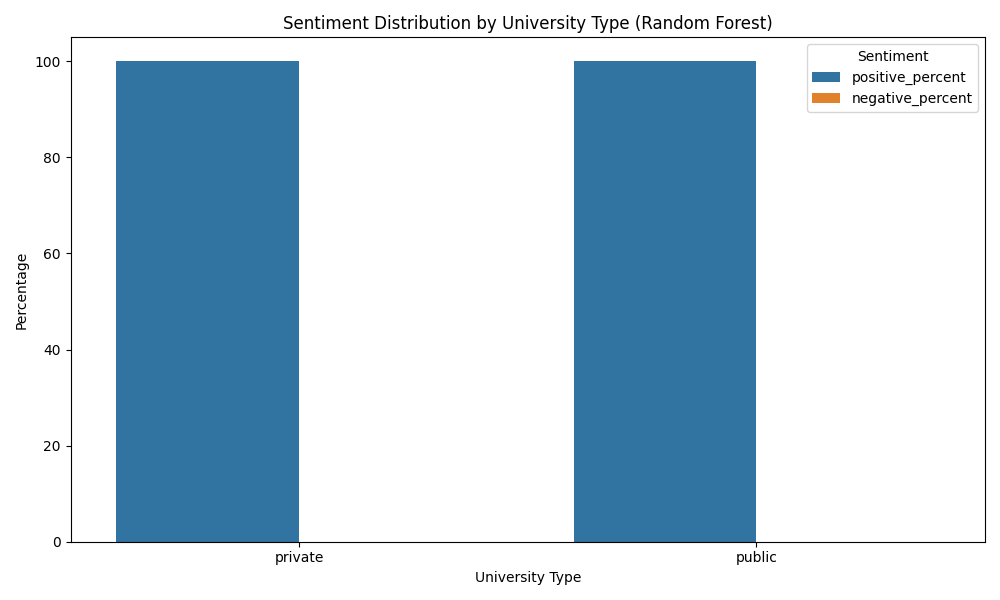 Sentiment Distribution by University Type (Random Forest)
Sentiment
positive_percent
negative_percent
100
80
60
40
20
0
Percentage
private
public
University Type